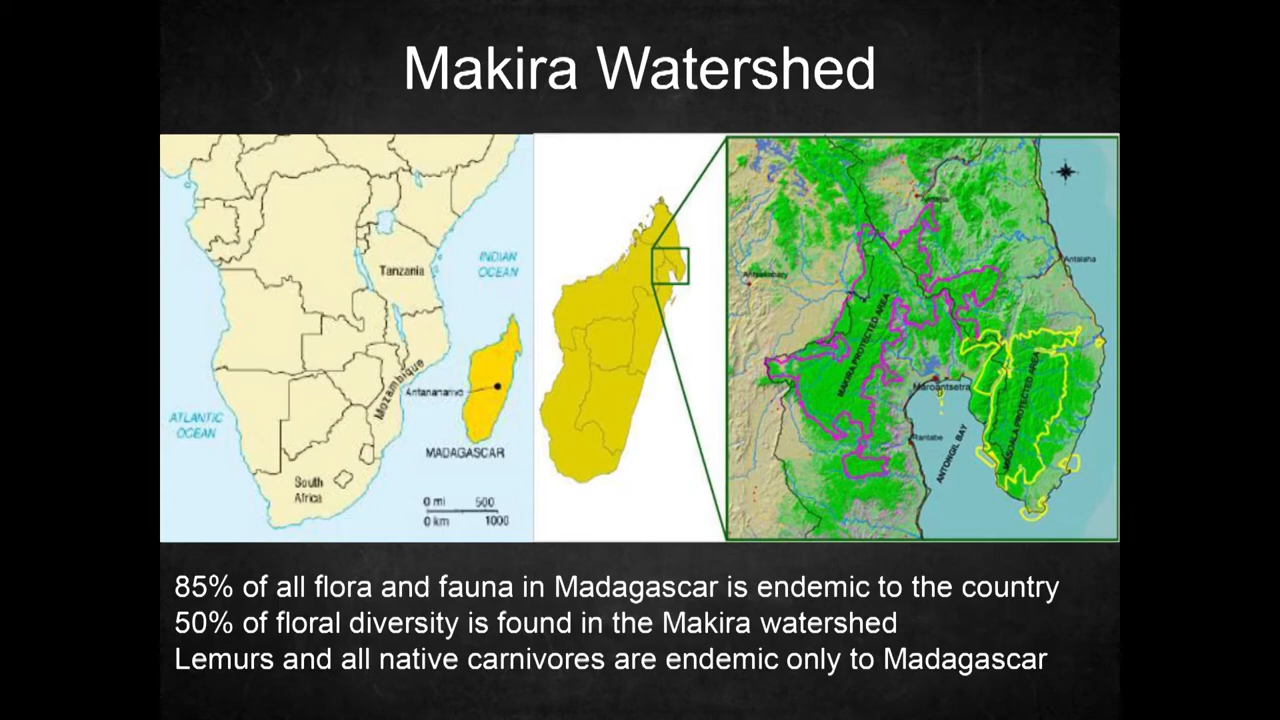 Makira Watershed
Tanzania
INDIAN
OCEAN
Mozambique
Antananarivo
ATLANTIC
OCEAN
MADAGASCAR
South
Africa
0 mi 500
0 km 1000
Antalaha
MAKIRA PROTECTED AREA
MASOALA PROTECTED AREA
Maroantsetra
Rantabe
ANTONGIL BAY
85% of all flora and fauna in Madagascar is endemic to the country
50% of floral diversity is found in the Makira watershed
Lemurs and all native carnivores are endemic only to Madagascar